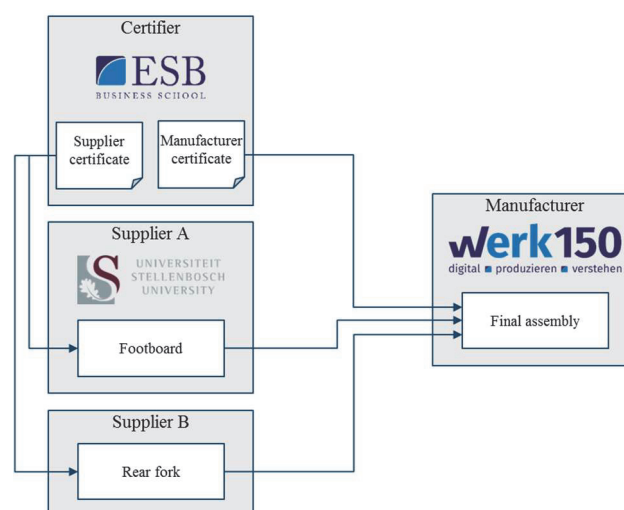 Certifier
ESB
BUSINESS SCHOOL
Supplier
certificate
Manufacturer
certificate
Supplier A
S
UNIVERSITEIT
STELLENBOSCH
UNIVERSITY
Footboard
Supplier B
Rear fork
Manufacturer
werk150
digital produzieren verstehen
Final assembly